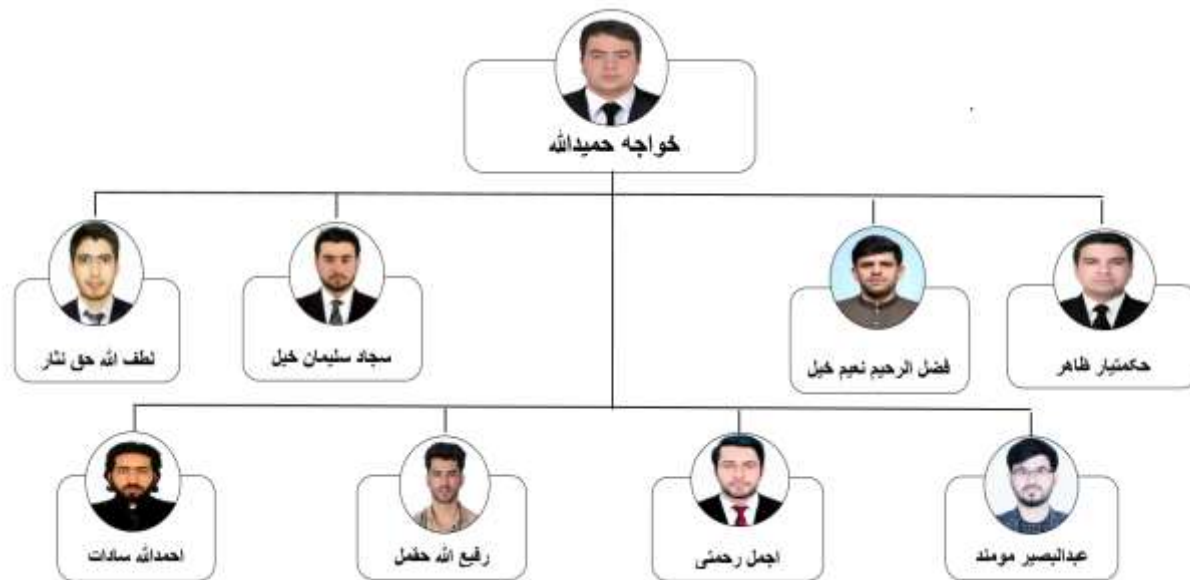 خواجه حمیدالله
حکمتیار ظاهر
فضل الرحیم نعیم خیل
سجاد سلیمان خیل
لطف الله حق نثار
عبدالبصیر مومند
اجمل رحمتی
رفیع الله حقمل
احمدالله سادات